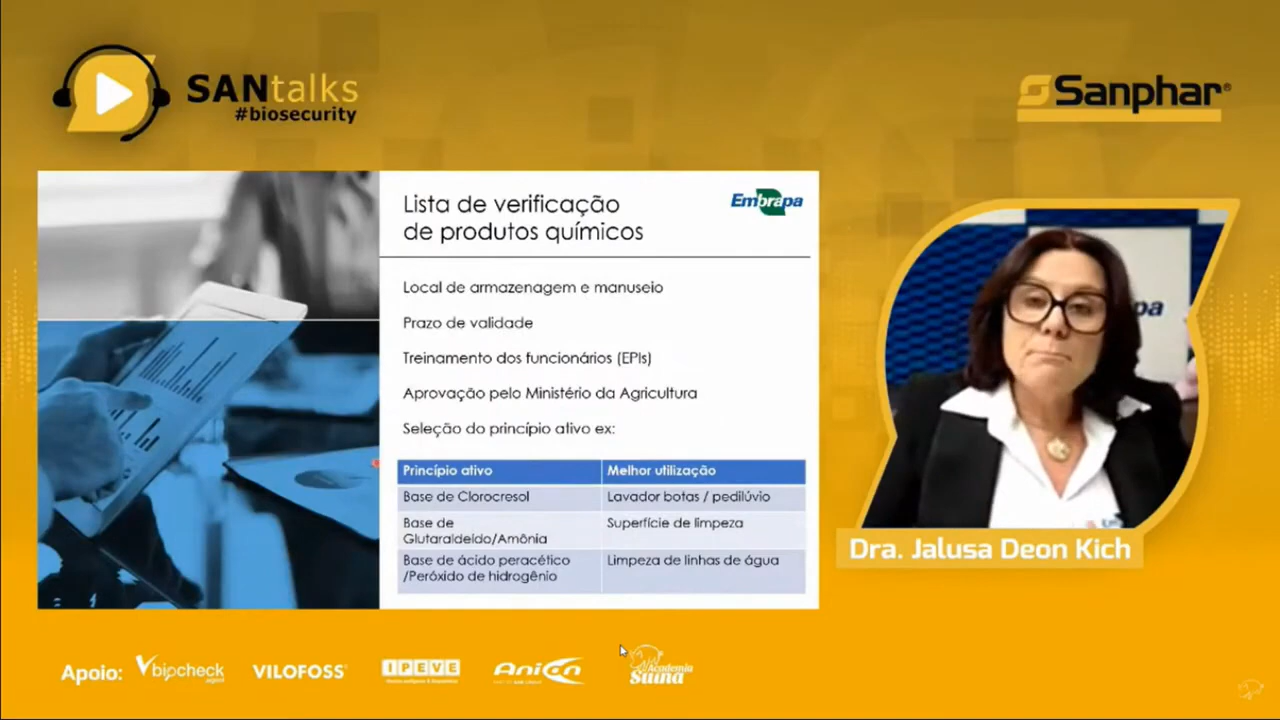 SANtalks
#biosecurity
Sanphar®
Lista de verificação
de produtos químicos
Embrapa
Local de armazenagem e manuseio
Prazo de validade
Treinamento dos funcionários (EPIs)
Aprovação pelo Ministério da Agricultura
Seleção do princípio ativo ex:
Princípio ativo Melhor utilização
Base de Clorocresol Lavador botas / pedilúvio
Base de Superfície de limpeza
Glutaraldeído/Amônia
Base de ácido peracético Limpeza de linhas de água
/Peróxido de hidrogênio
pa
Dra. Jalusa Deon Kich
Apoio: biocheck VILOFOSS IPEVE Anicon Academia
Suína